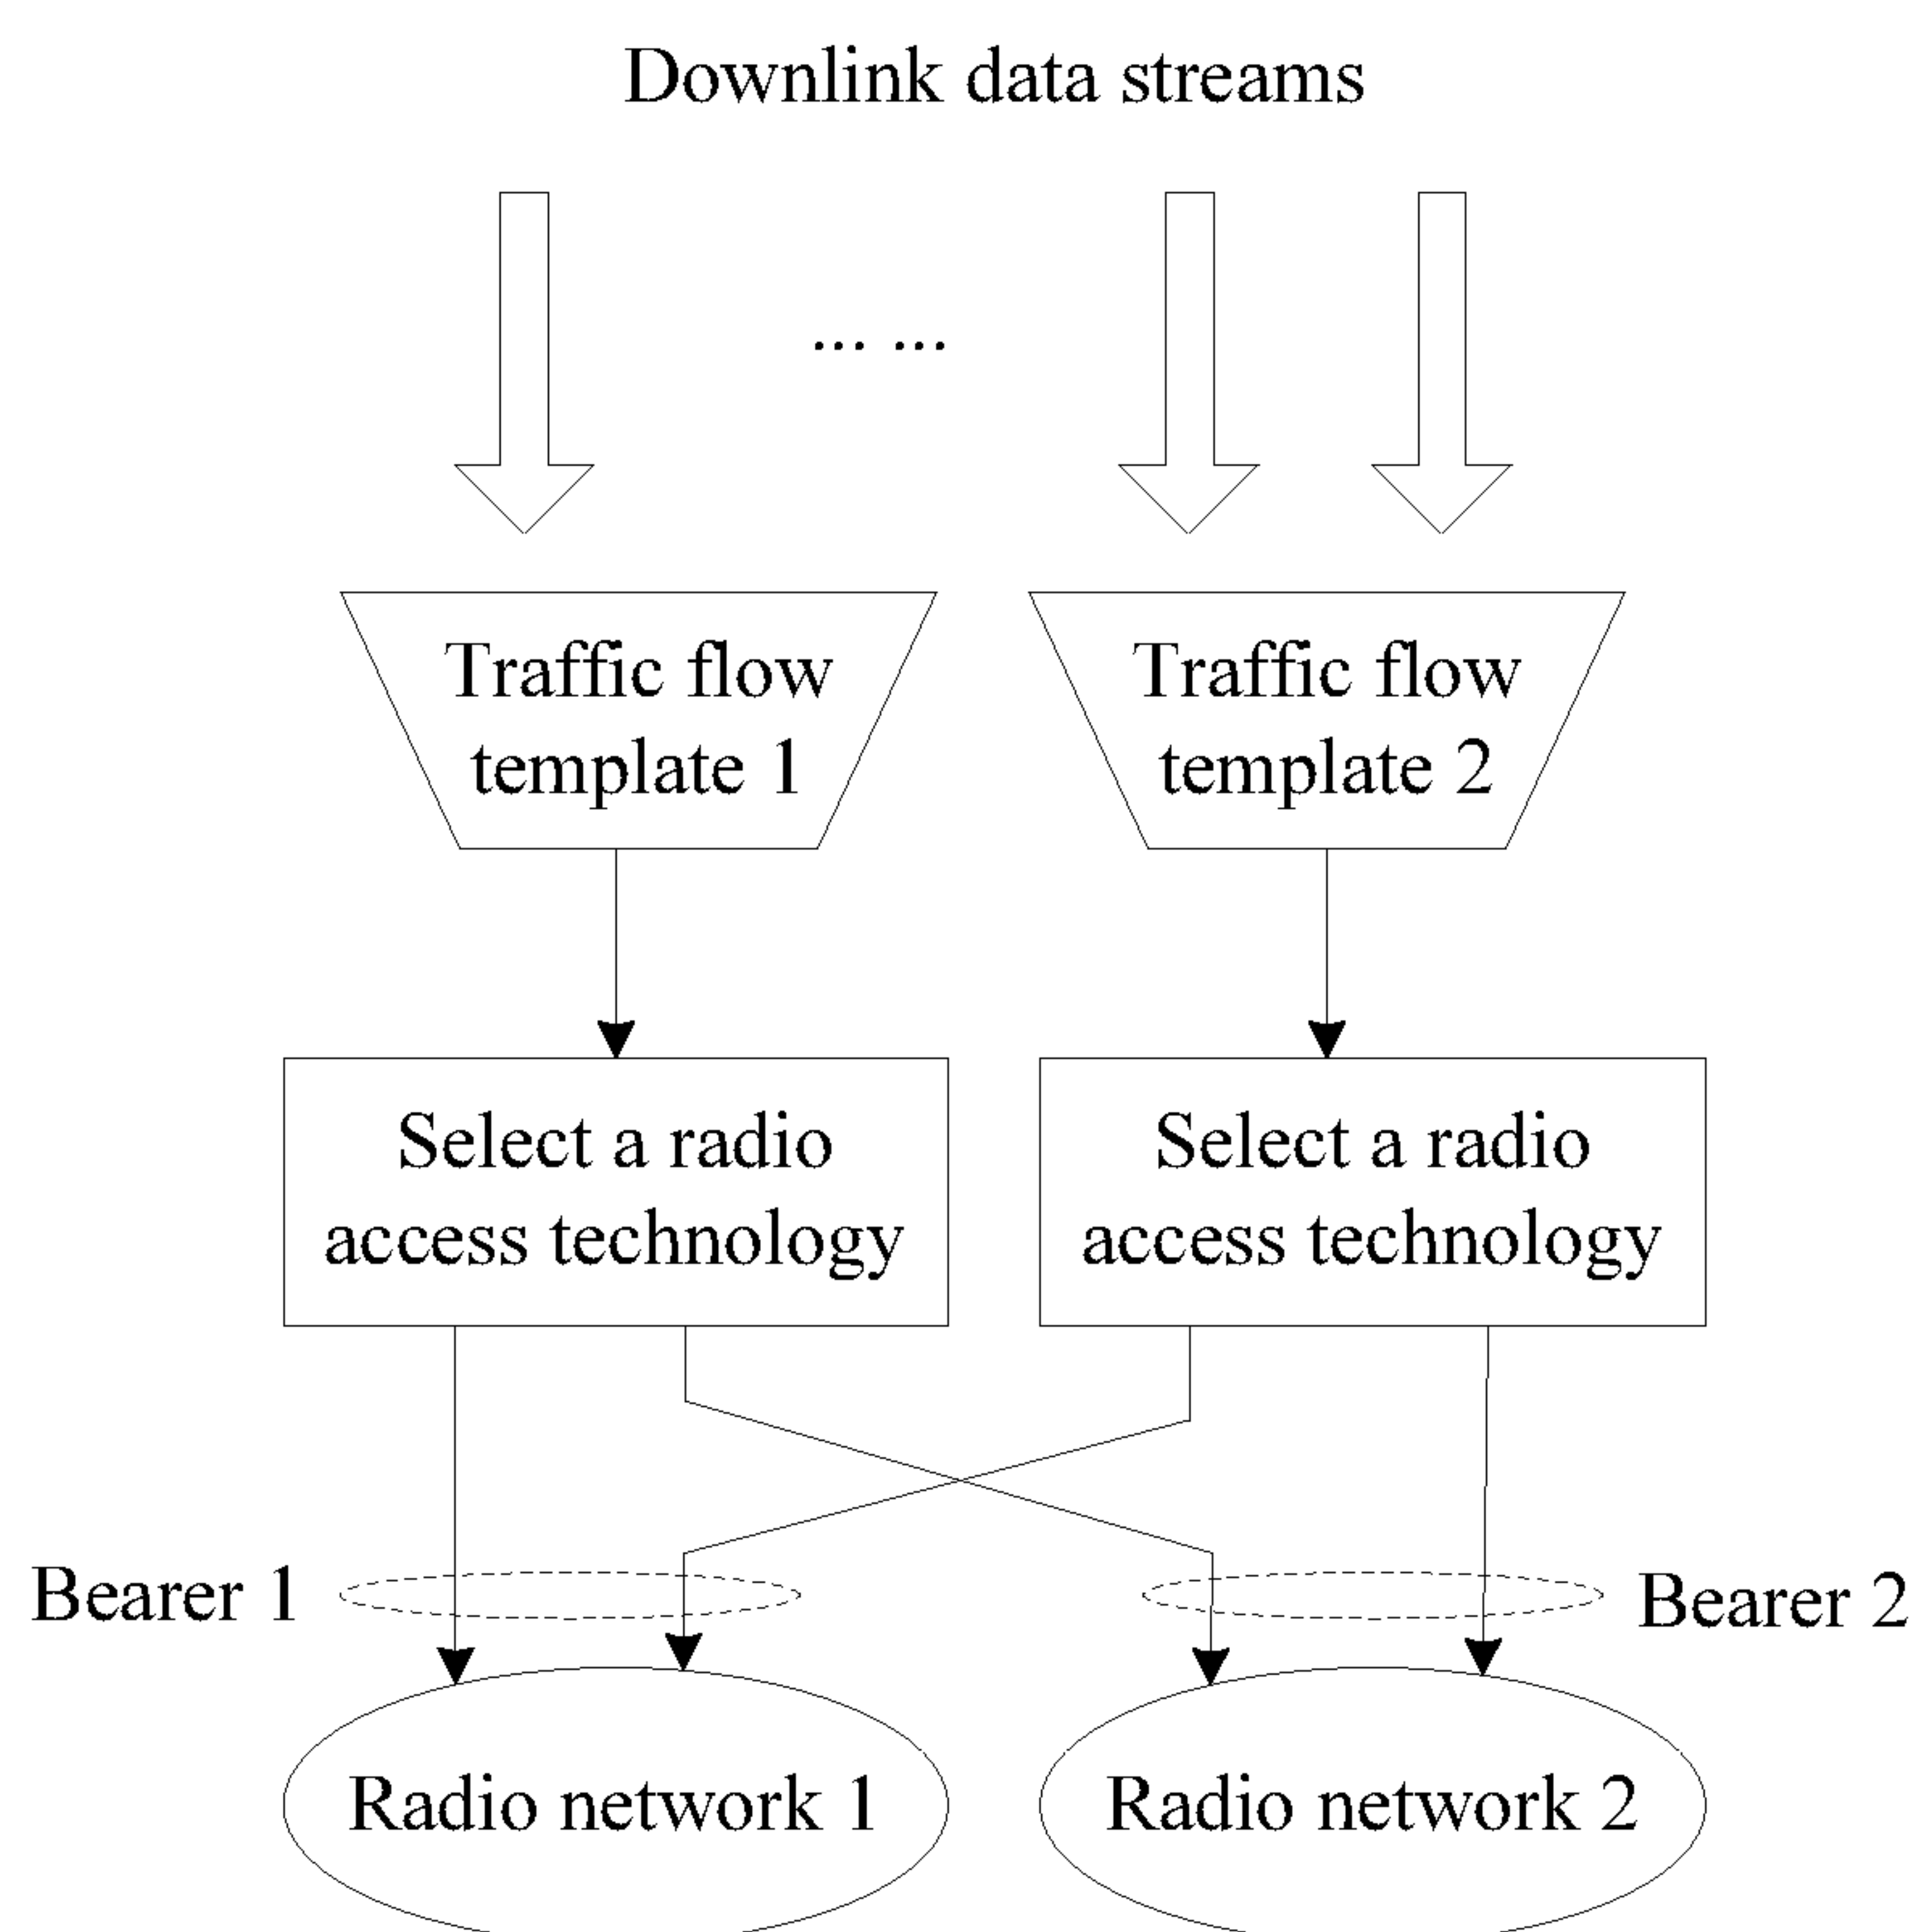 Downlink data streams
... ...
Traffic flow
template 1
Traffic flow
template 2
Select a radio
access technology
Select a radio
access technology
Bearer 1
Bearer 2
Radio network 1
Radio network 2